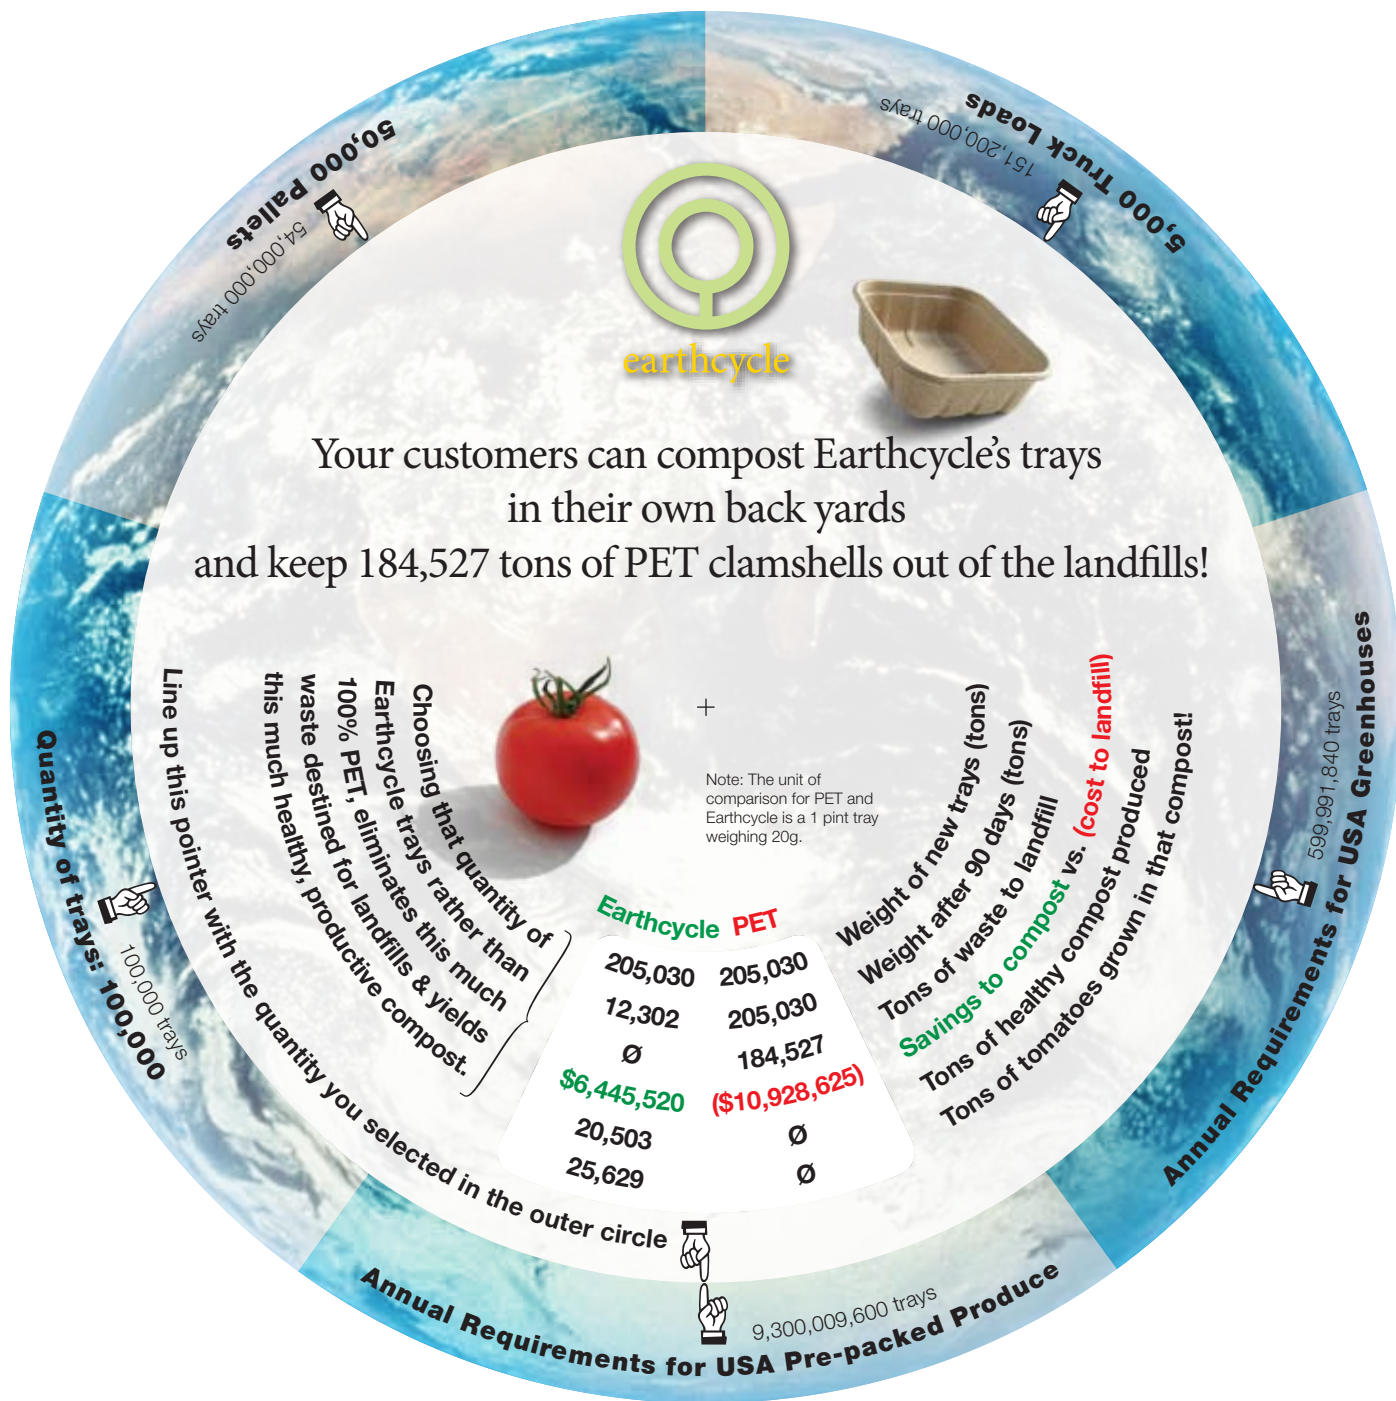 50,000 Pallets
54,000,000 trays
5,000 Truck Loads
151,200,000 trays
earthcycle
Your customers can compost Earthcycle’s trays
in their own back yards
and keep 184,527 tons of PET clamshells out of the landfills!
Quantity of trays: 100,000
100,000 trays
Line up this pointer with the quantity you selected in the outer circle
Choosing that quantity of
Earthcycle trays rather than
100% PET, eliminates this much
waste destined for landfills & yields
this much healthy, productive compost.
+
Note: The unit of
comparison for PET and
Earthcycle is a 1 pint tray
weighing 20g.
Earthcycle PET
205,030 205,030 Weight of new trays (tons)
12,302 205,030 Weight after 90 days (tons)
Ø 184,527 Tons of waste to landfill
$6,445,520 ($10,928,625) Savings to compost vs. (cost to landfill)
20,503 Ø Tons of healthy compost produced
25,629 Ø Tons of tomatoes grown in that compost!
599,991,840 trays
Annual Requirements for USA Greenhouses
9,300,009,600 trays
Annual Requirements for USA Pre-packed Produce